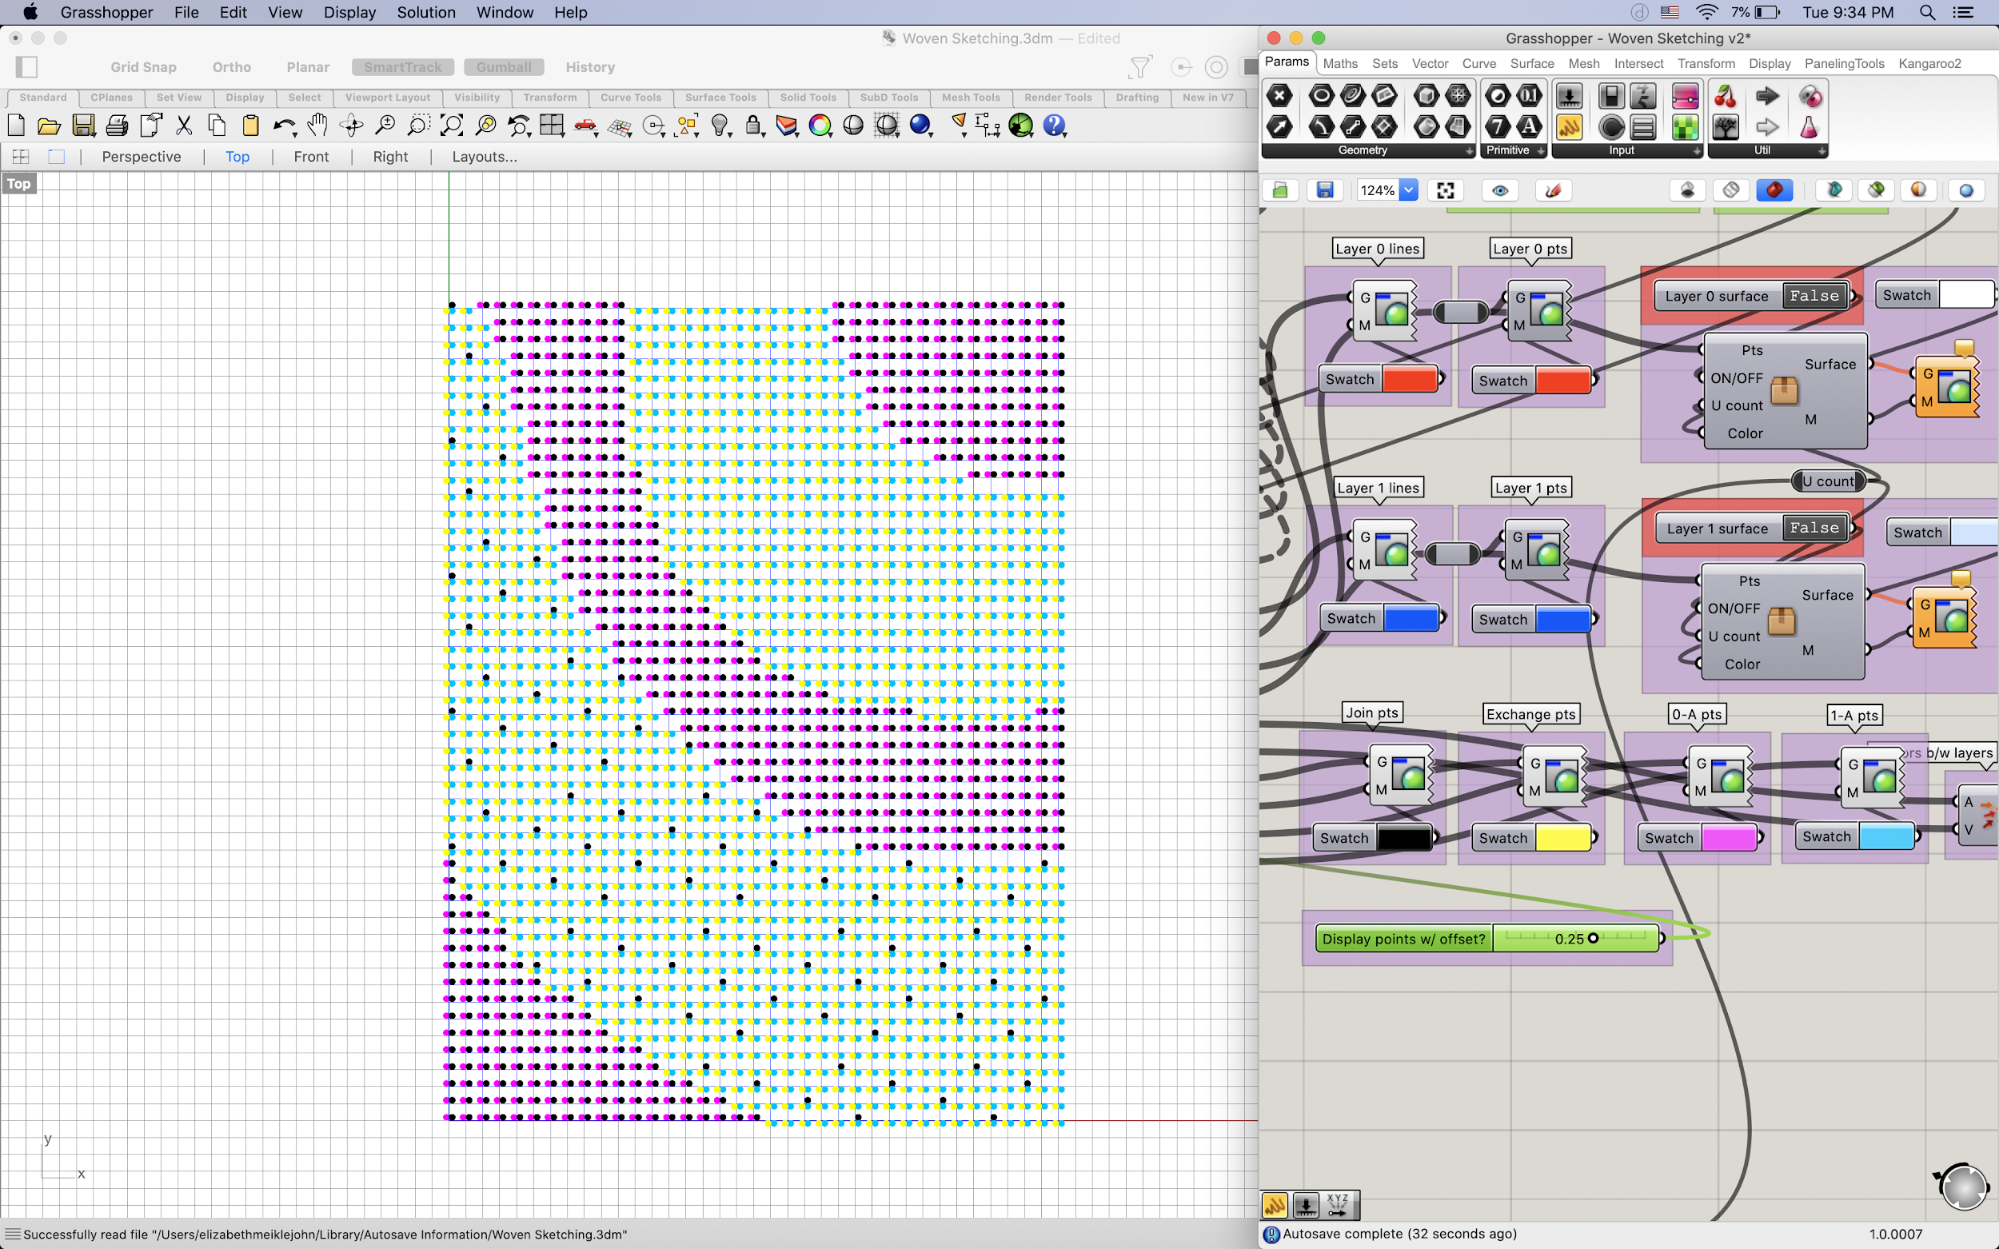 Grasshopper File Edit View Display Solution Window Help
7% Tue 9:34 PM
Woven Sketching.3dm — Edited
Grid Snap Ortho Planar SmartTrack Gumball History
Standard CPlanes Set View Display Select Viewport Layout Visibility Transform Curve Tools Surface Tools Solid Tools SubD Tools Mesh Tools Render Tools Drafting New in V7
Perspective Top Front Right Layouts...
Top
y
x
Successfully read file "/Users/elizabethmeiklejohn/Library/Autosave Information/Woven Sketching.3dm"
Grasshopper - Woven Sketching v2*
Params Maths Sets Vector Curve Surface Mesh Intersect Transform Display PanelingTools Kangaroo2
Geometry Primitive Input Util
124%
Layer 0 lines Layer 0 pts
G G
M M
Swatch Swatch
Layer 0 surface False Swatch
Pts
ON/OFF
U count
Color
Surface
M
G
M
U count
Layer 1 lines Layer 1 pts
G G
M M
Swatch Swatch
Layer 1 surface False Swatch
Pts
ON/OFF
U count
Color
Surface
M
G
M
Join pts Exchange pts 0-A pts 1-A pts
ors b/w layers
G G G G
M M M M
A
V
Swatch Swatch Swatch Swatch
Display points w/ offset? 0.25
XYZ
Autosave complete (32 seconds ago)
1.0.0007